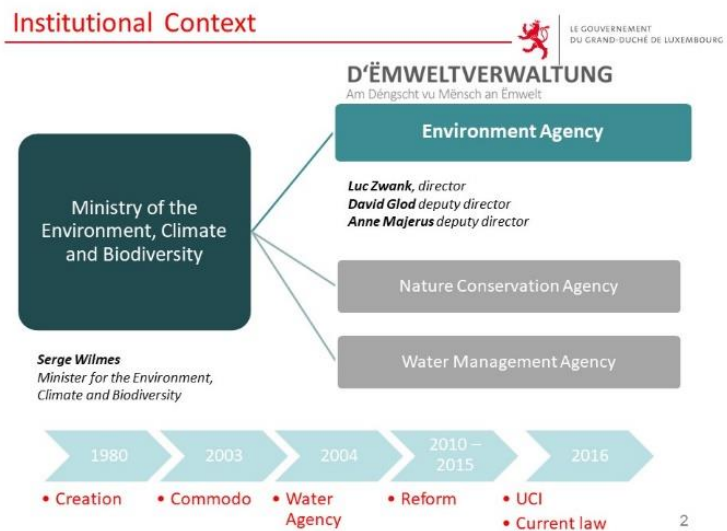 Institutional Context
LE GOUVERNEMENT
DU GRAND-DUCHÉ DE LUXEMBOURG
D'ËMWELTVERWALTUNG
Am Déngscht vu Mënsch an Ëmwelt
Environment Agency
Luc Zwank, director
David Glod deputy director
Anne Majerus deputy director
Ministry of the
Environment, Climate
and Biodiversity
Nature Conservation Agency
Water Management Agency
Serge Wilmes
Minister for the Environment,
Climate and Biodiversity
1980
2003
2004
2010 –
2015
2016
• Creation
• Commodo
• Water
Agency
• Reform
• UCI
• Current law
2